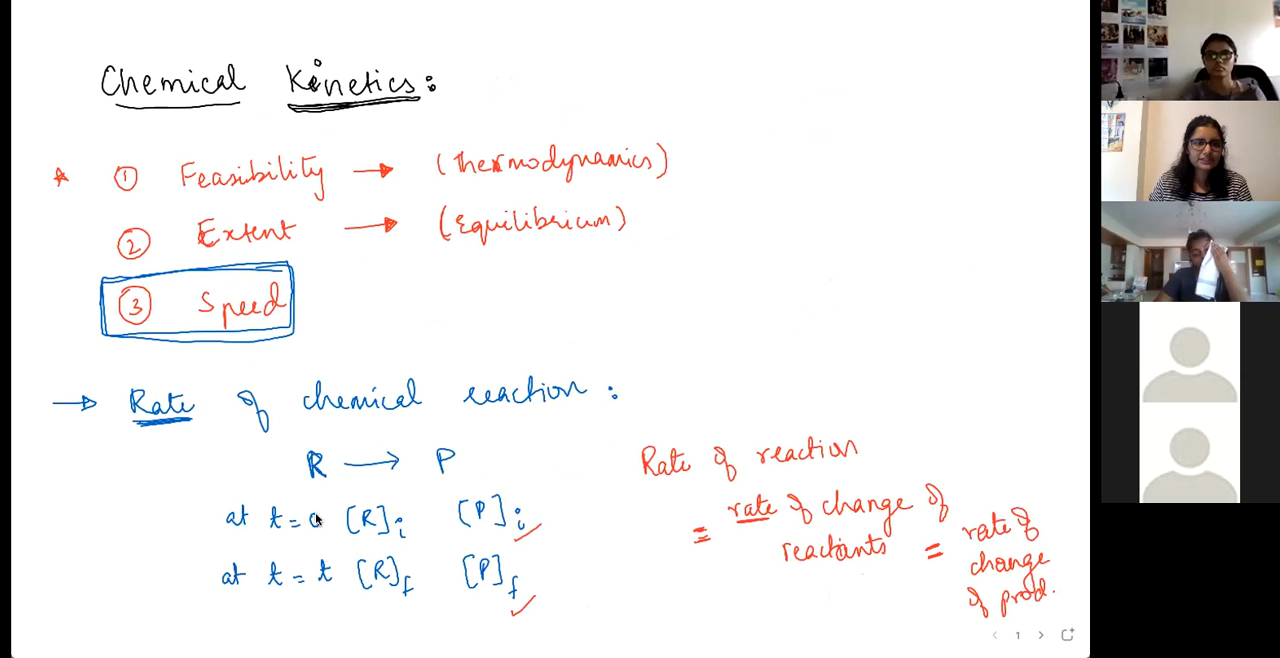 Chemical Kinetics:
① Feasibility → (thermodynamics)
② Extent → (Equilibrium)
③ Speed
→ Rate of chemical reaction :
R → P
at t = 0 [R]i [P]i
at t = t [R]f [P]f
Rate of reaction
= rate of change of
reactants
= rate of
change
of prod.
1